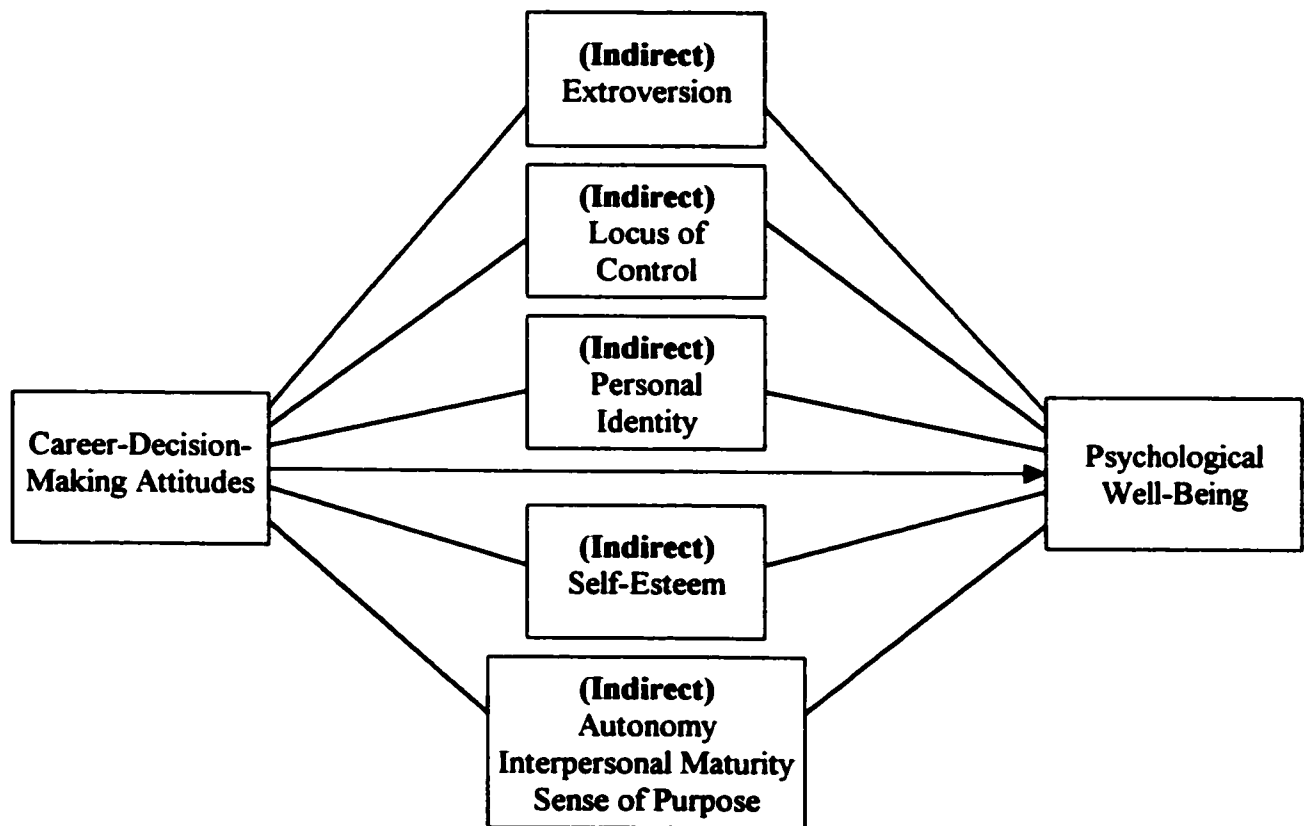 (Indirect)
Extroversion
(Indirect)
Locus of
Control
(Indirect)
Personal
Identity
Career-Decision-
Making Attitudes
Psychological
Well-Being
(Indirect)
Self-Esteem
(Indirect)
Autonomy
Interpersonal Maturity
Sense of Purpose